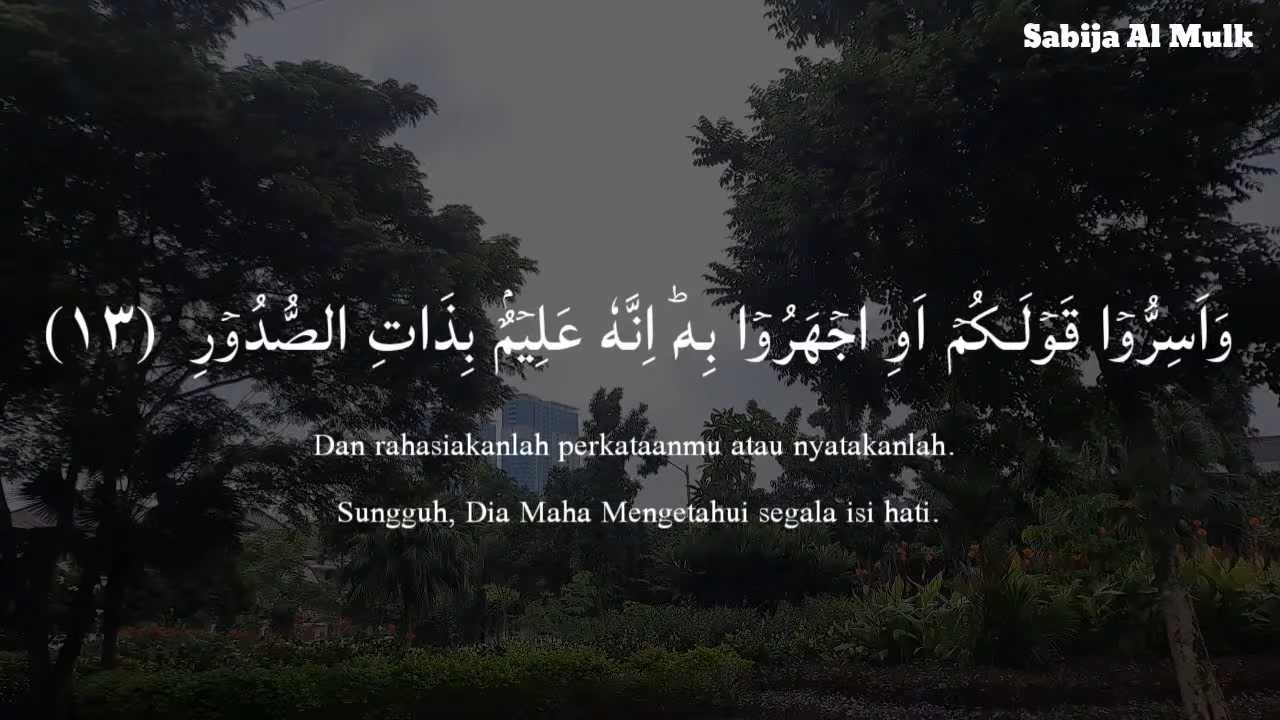 Sabija Al Mulk
وَاَسِرُّوْا قَوْلَـكُمْ اَوِ اجْهَرُوْا بِهٖؕ اِنَّهٗ عَلِيْمٌۢ بِذَاتِ الصُّدُوْرِ (١٣)
Dan rahasiakanlah perkataanmu atau nyatakanlah.
Sungguh, Dia Maha Mengetahui segala isi hati.